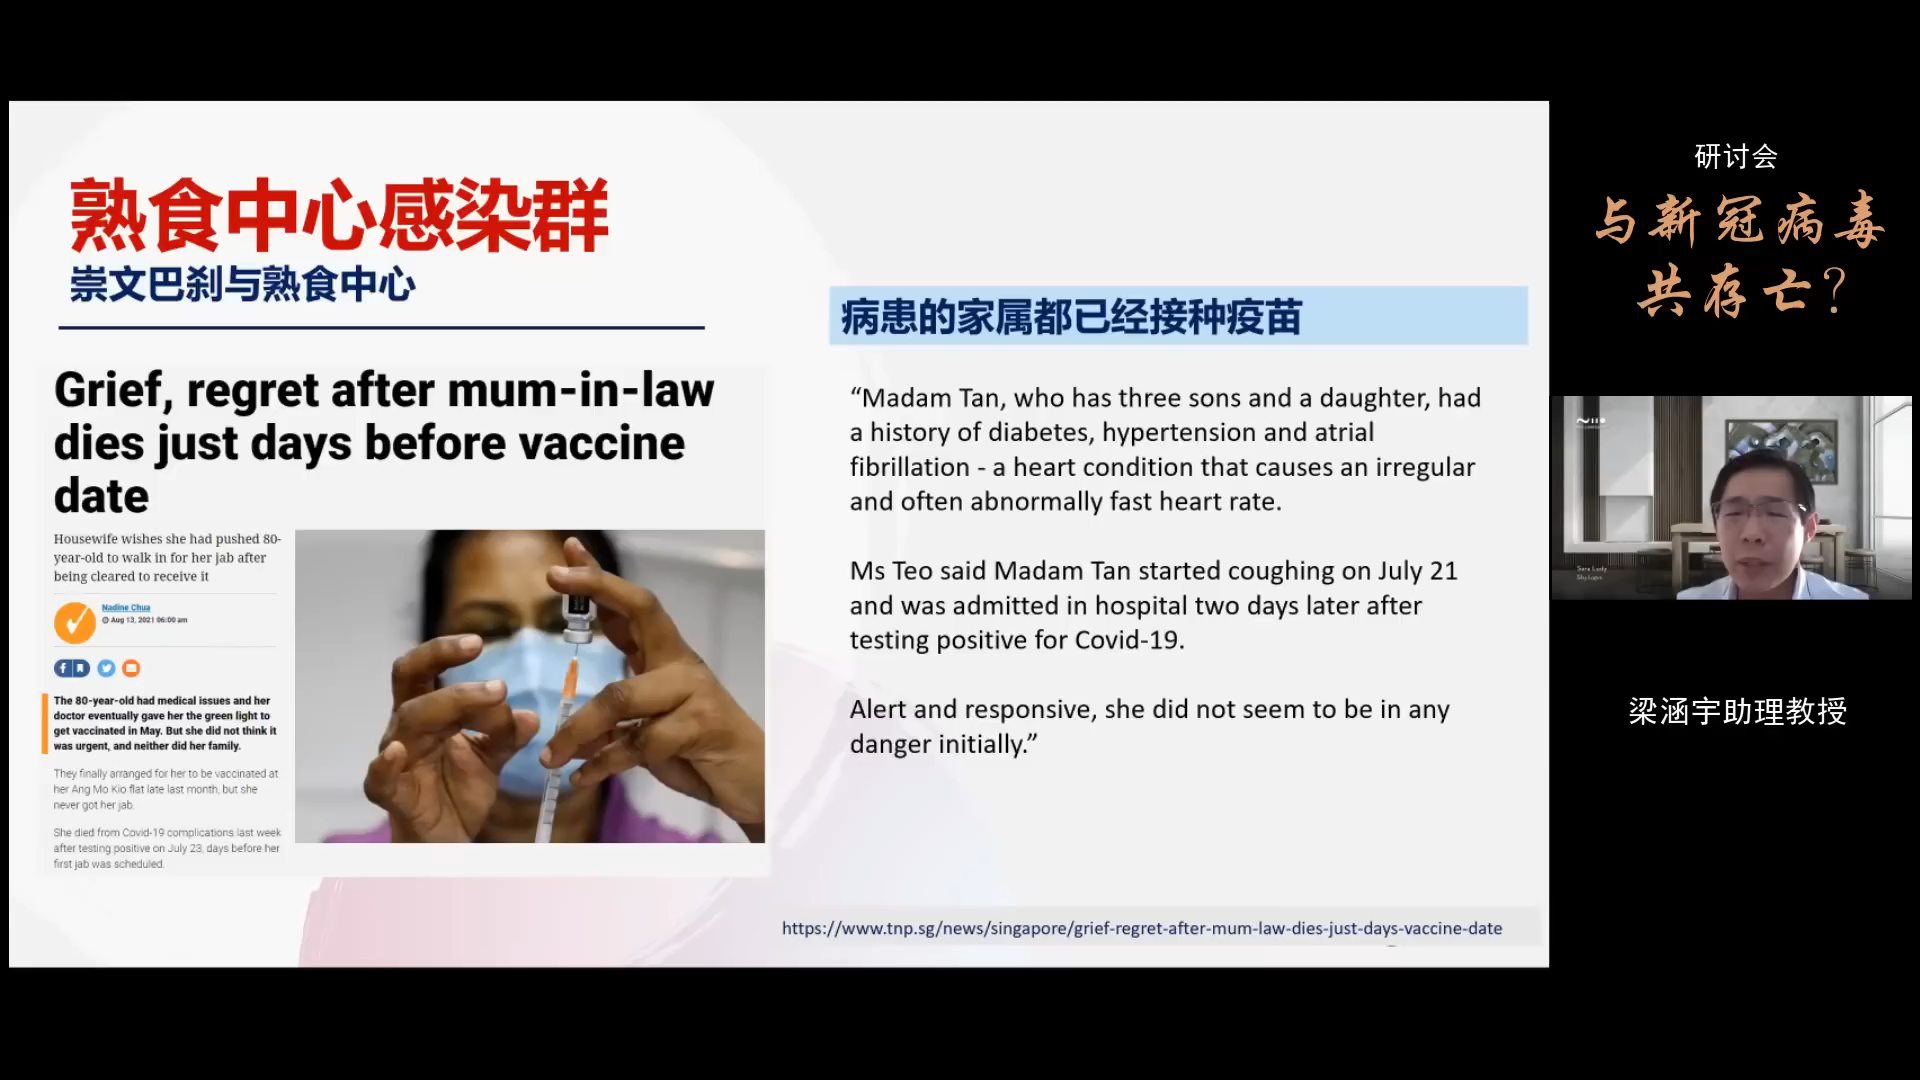 熟食中心感染群
崇文巴刹与熟食中心
Grief, regret after mum-in-law
dies just days before vaccine
date
Housewife wishes she had pushed 80-
year-old to walk in for her jab after
being cleared to receive it
Nadine Chua
Aug 13, 2021 06:00 am
The 80-year-old had medical issues and her
doctor eventually gave her the green light to
get vaccinated in May. But she did not think it
was urgent, and neither did her family.
They finally arranged for her to be vaccinated at
her Ang Mo Kio flat late last month, but she
never got her jab.
She died from Covid-19 complications last week
after testing positive on July 23, days before her
first jab was scheduled.
病患的家属都已经接种疫苗
“Madam Tan, who has three sons and a daughter, had
a history of diabetes, hypertension and atrial
fibrillation - a heart condition that causes an irregular
and often abnormally fast heart rate.
Ms Teo said Madam Tan started coughing on July 21
and was admitted in hospital two days later after
testing positive for Covid-19.
Alert and responsive, she did not seem to be in any
danger initially.”
https://www.tnp.sg/news/singapore/grief-regret-after-mum-law-dies-just-days-vaccine-date
研讨会
与新冠病毒
共存亡？
梁涵宇助理教授